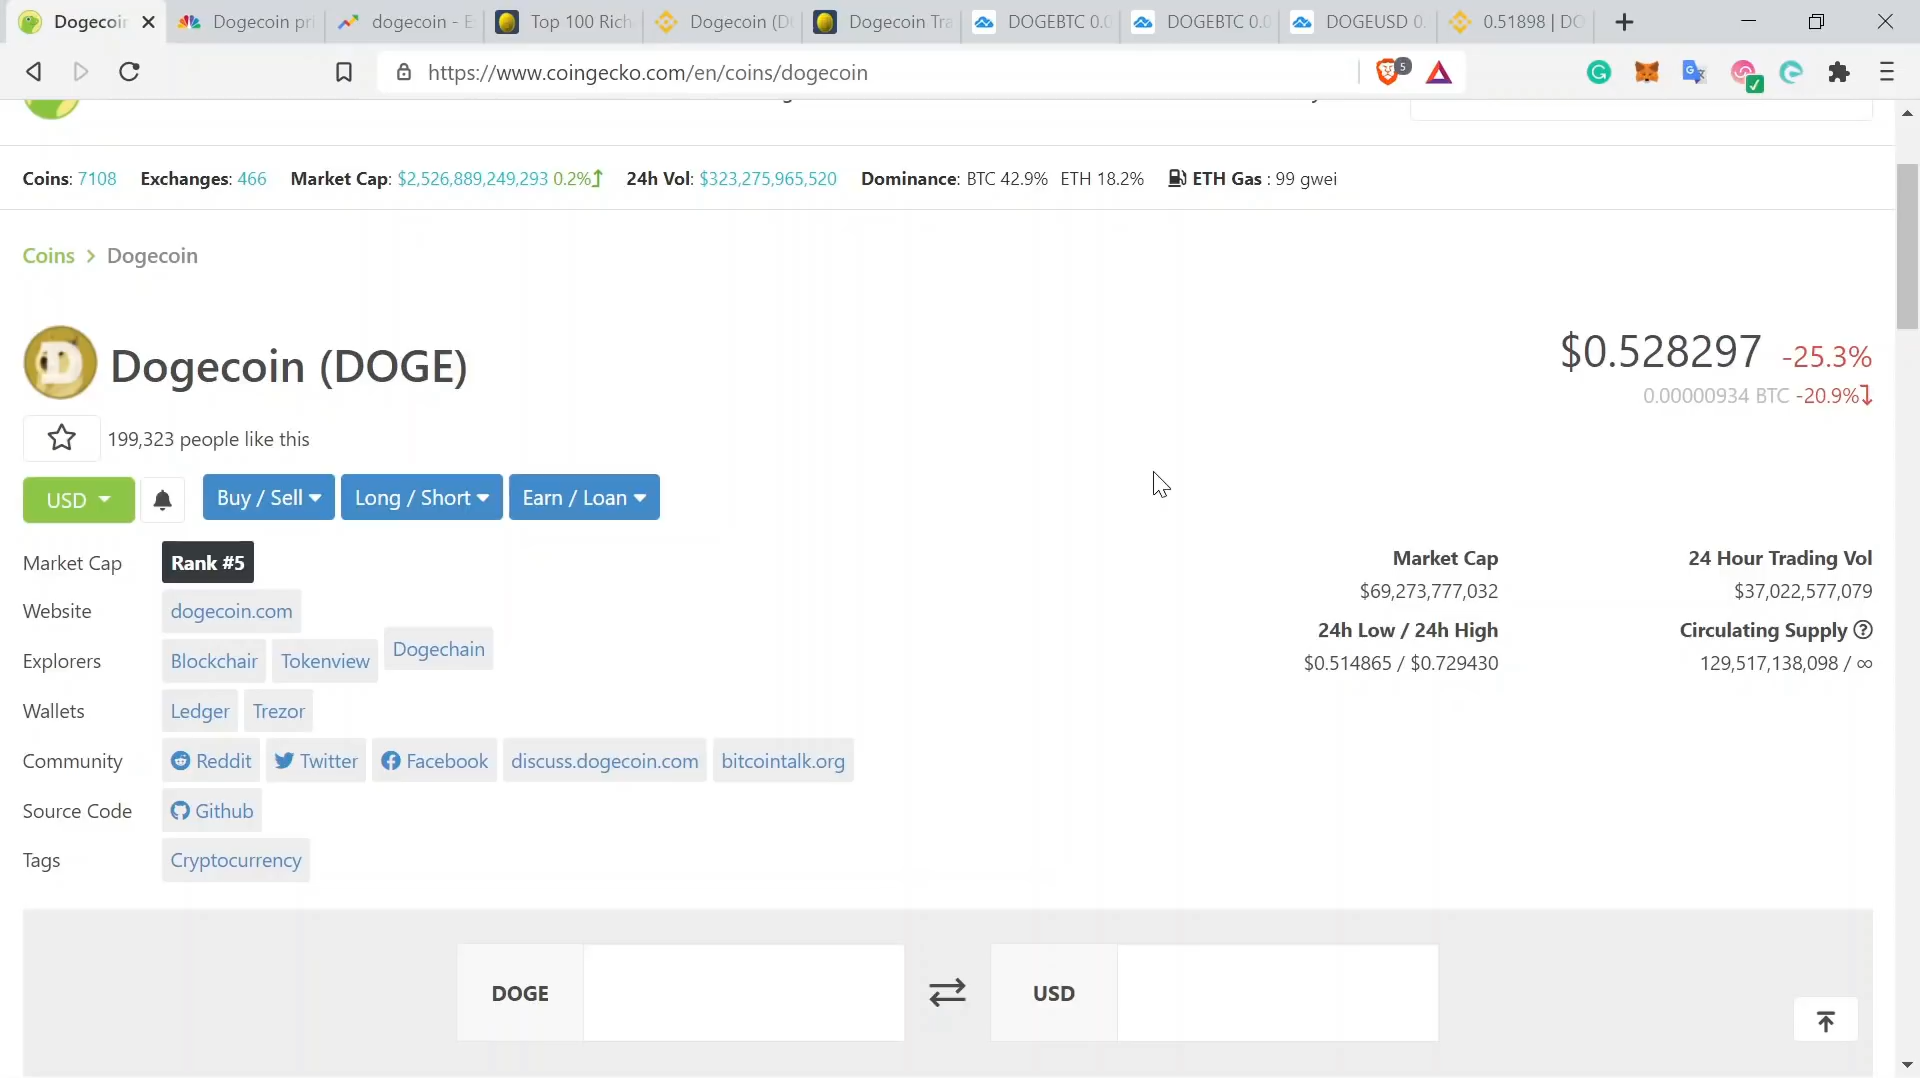 Dogecoin
Dogecoin pri
dogecoin - E
Top 100 Rich
Dogecoin (D
Dogecoin Tra
DOGEBTC 0.0
DOGEBTC 0.0
DOGEUSD 0.
0.51898 | DO
https://www.coingecko.com/en/coins/dogecoin
5
Coins: 7108 Exchanges: 466 Market Cap: $2,526,889,249,293 0.2% 24h Vol: $323,275,965,520 Dominance: BTC 42.9% ETH 18.2% ETH Gas : 99 gwei
Coins > Dogecoin
Dogecoin (DOGE)
$0.528297 -25.3%
0.00000934 BTC -20.9%
199,323 people like this
USD Buy / Sell Long / Short Earn / Loan
Market Cap Rank #5
Website dogecoin.com
Explorers Blockchair Tokenview Dogechain
Wallets Ledger Trezor
Community Reddit Twitter Facebook discuss.dogecoin.com bitcointalk.org
Source Code Github
Tags Cryptocurrency
Market Cap 24 Hour Trading Vol
$69,273,777,032 $37,022,577,079
24h Low / 24h High Circulating Supply ?
$0.514865 / $0.729430 129,517,138,098 / ∞
DOGE USD